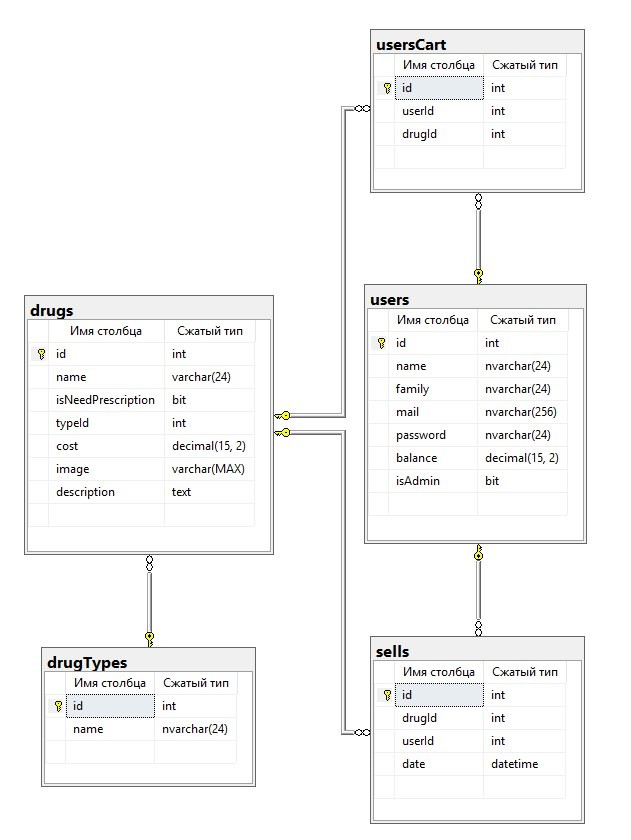 usersCart
Имя столбца Сжатый тип
id int
userId int
drugId int
drugs
Имя столбца Сжатый тип
id int
name varchar(24)
isNeedPrescription bit
typeId int
cost decimal(15, 2)
image varchar(MAX)
description text
users
Имя столбца Сжатый тип
id int
name nvarchar(24)
family nvarchar(24)
mail nvarchar(256)
password nvarchar(24)
balance decimal(15, 2)
isAdmin bit
drugTypes
Имя столбца Сжатый тип
id int
name nvarchar(24)
sells
Имя столбца Сжатый тип
id int
drugId int
userId int
date datetime